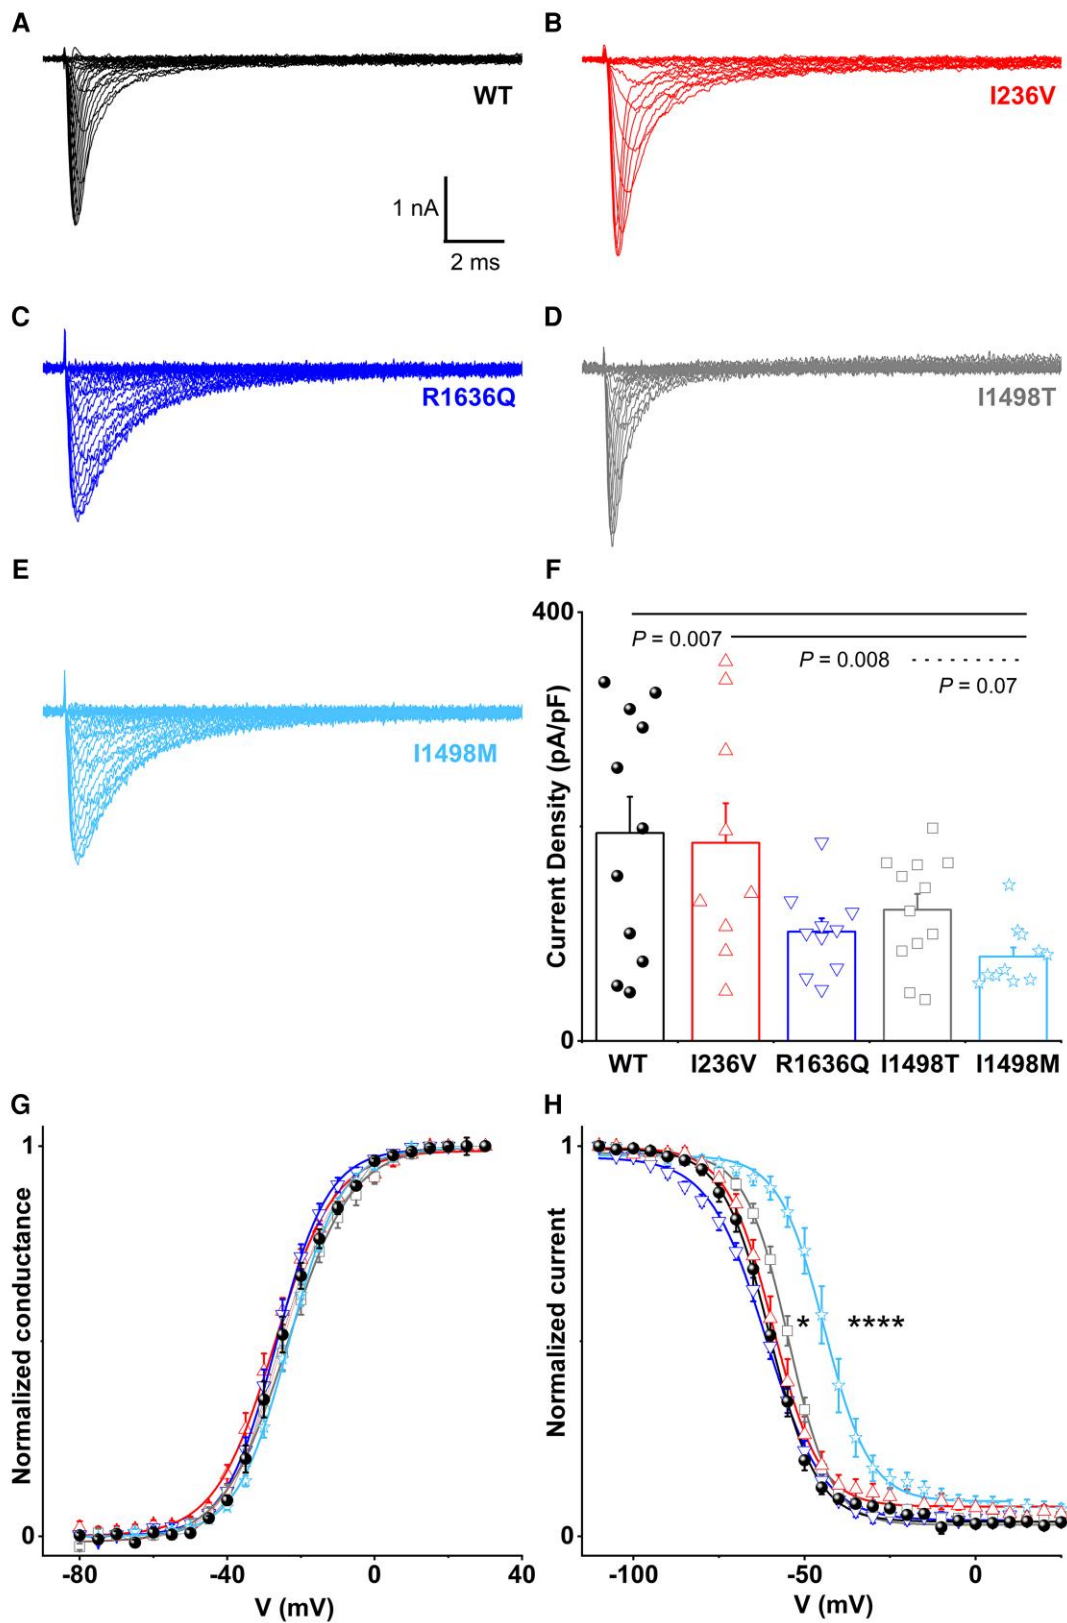 A
WT
1 nA
2 ms
B
I236V
C
R1636Q
D
I1498T
E
I1498M
F
400
P = 0.007
P = 0.008
P = 0.07
Current Density (pA/pF)
0
WT I236V R1636Q I1498T I1498M
G
1
Normalized conductance
0
-80 -40 0 40
V (mV)
H
1
* ****
Normalized current
0
-100 -50 0
V (mV)